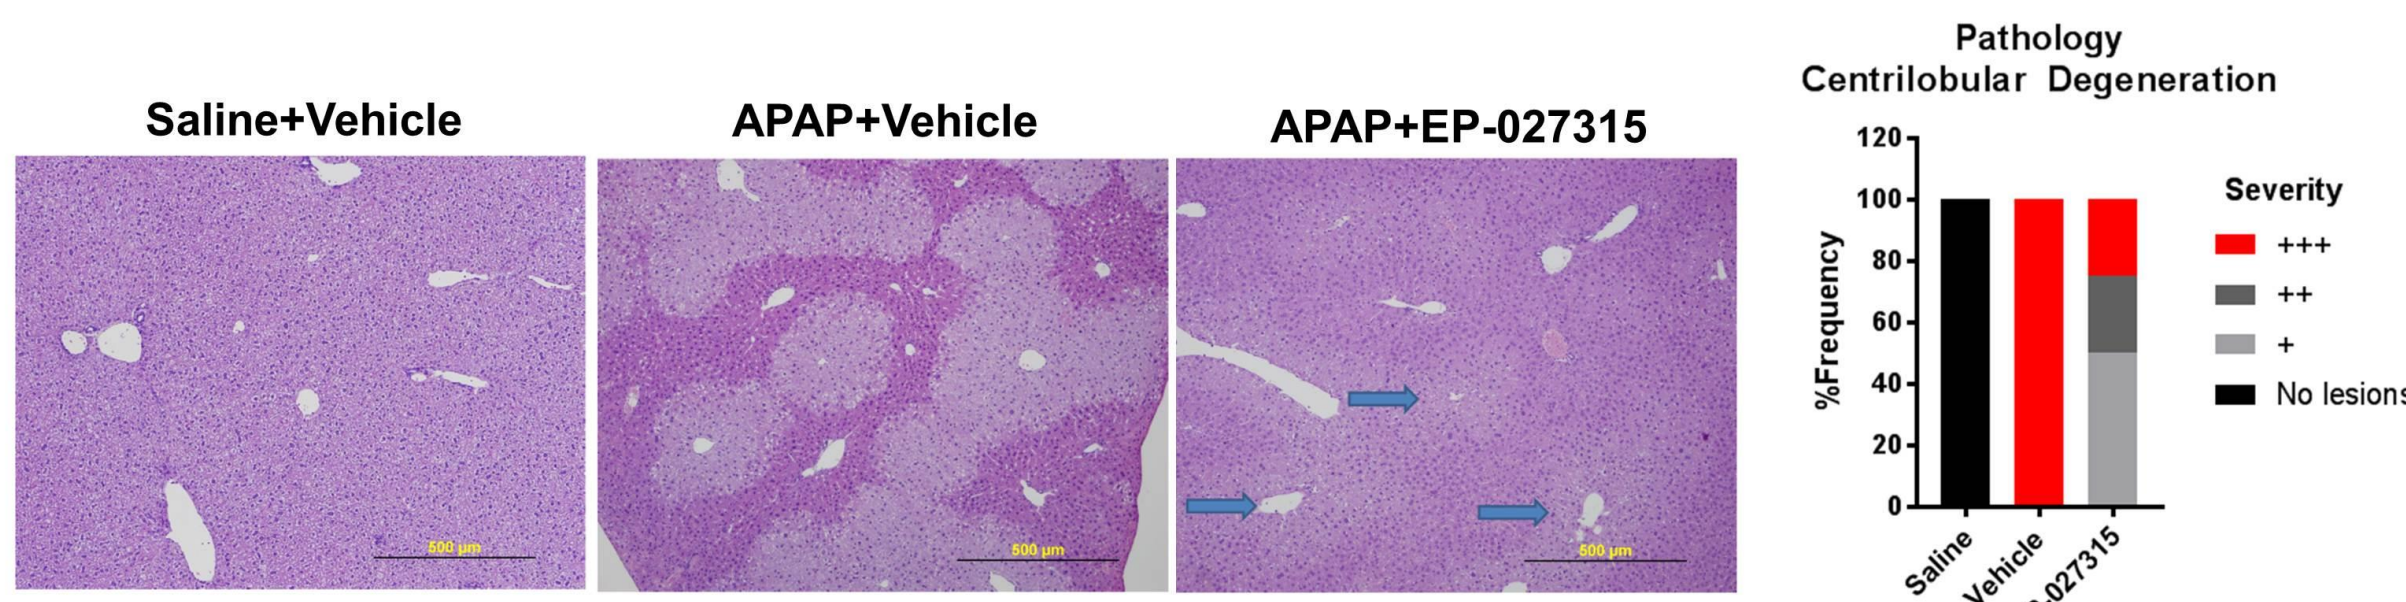 Saline+Vehicle
APAP+Vehicle
APAP+EP-027315
500 µm
500 µm
500 µm
Pathology
Centrilobular Degeneration
%Frequency
120
100
80
60
40
20
0
Saline
Vehicle
-027315
Severity
+++
++
+
No lesions